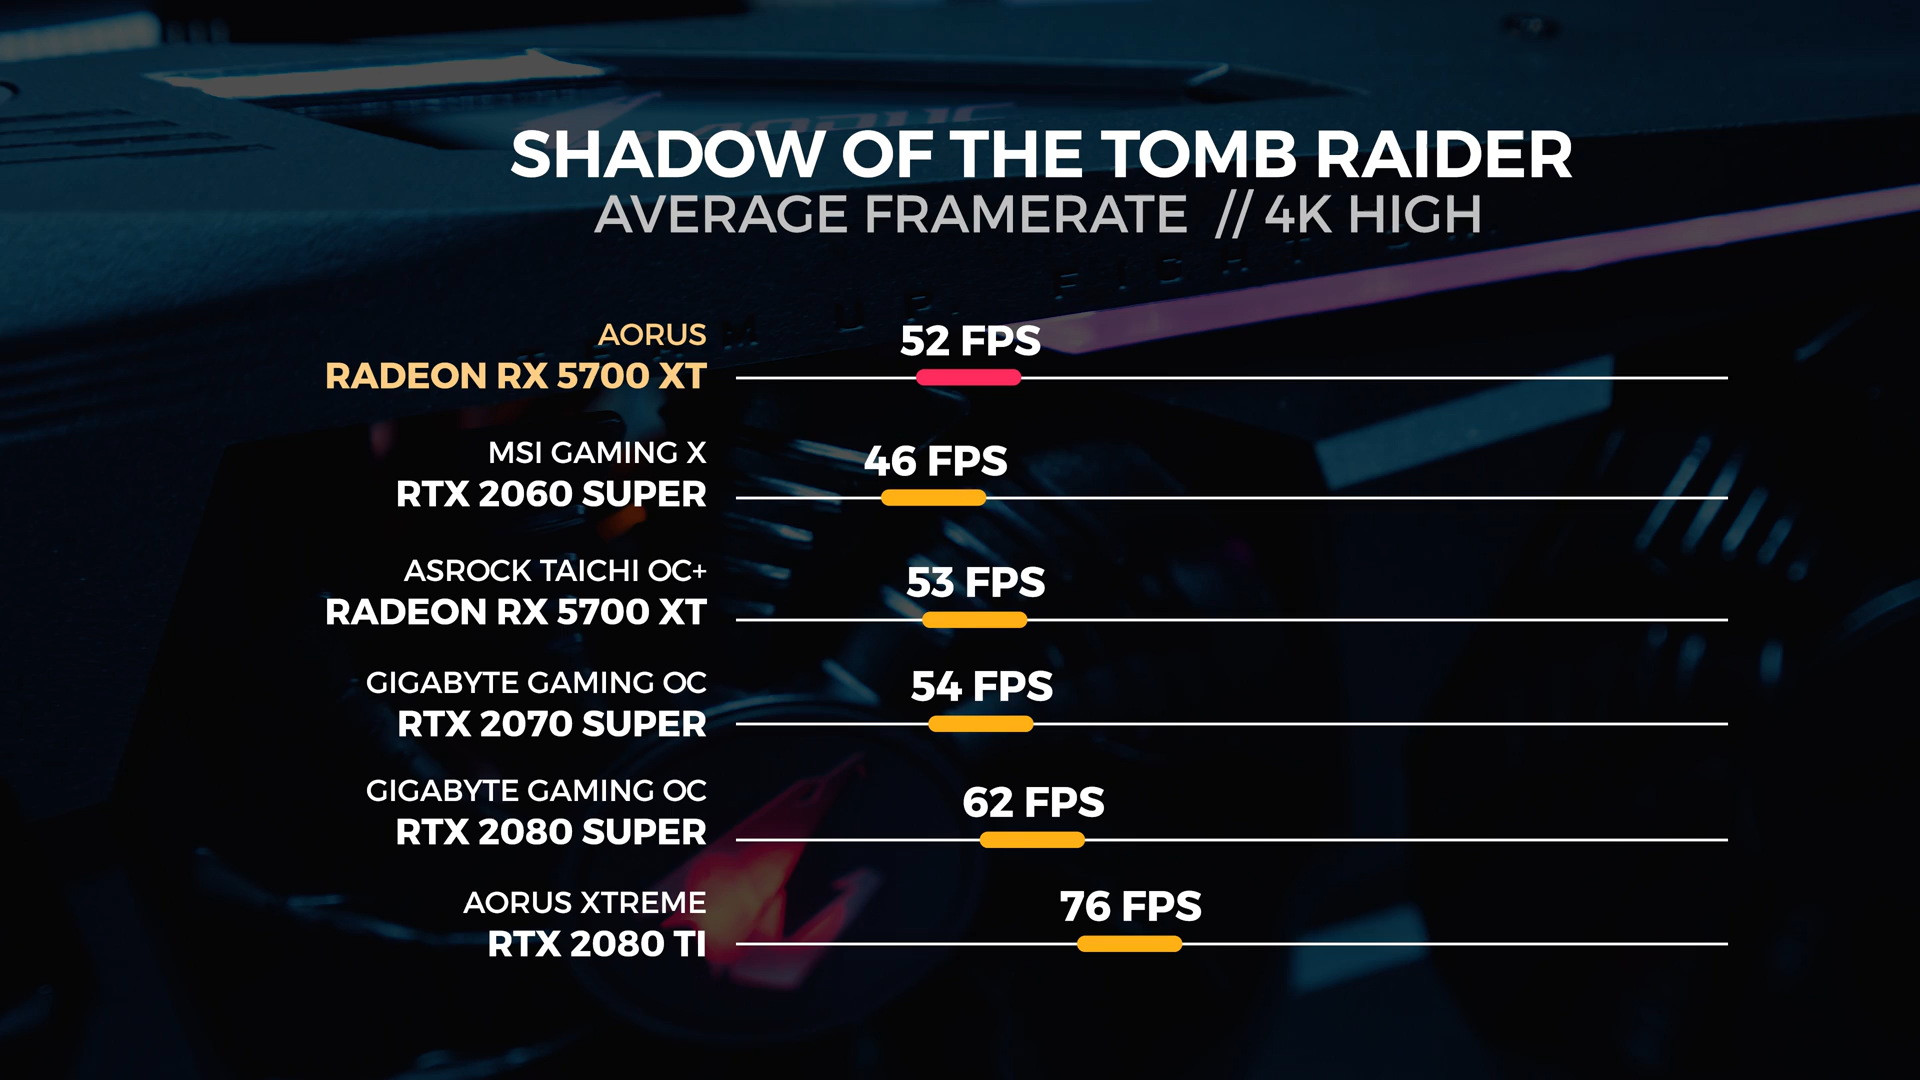 SHADOW OF THE TOMB RAIDER
AVERAGE FRAMERATE // 4K HIGH
AORUS
RADEON RX 5700 XT
52 FPS
MSI GAMING X
RTX 2060 SUPER
46 FPS
ASROCK TAICHI OC+
RADEON RX 5700 XT
53 FPS
GIGABYTE GAMING OC
RTX 2070 SUPER
54 FPS
GIGABYTE GAMING OC
RTX 2080 SUPER
62 FPS
AORUS XTREME
RTX 2080 TI
76 FPS